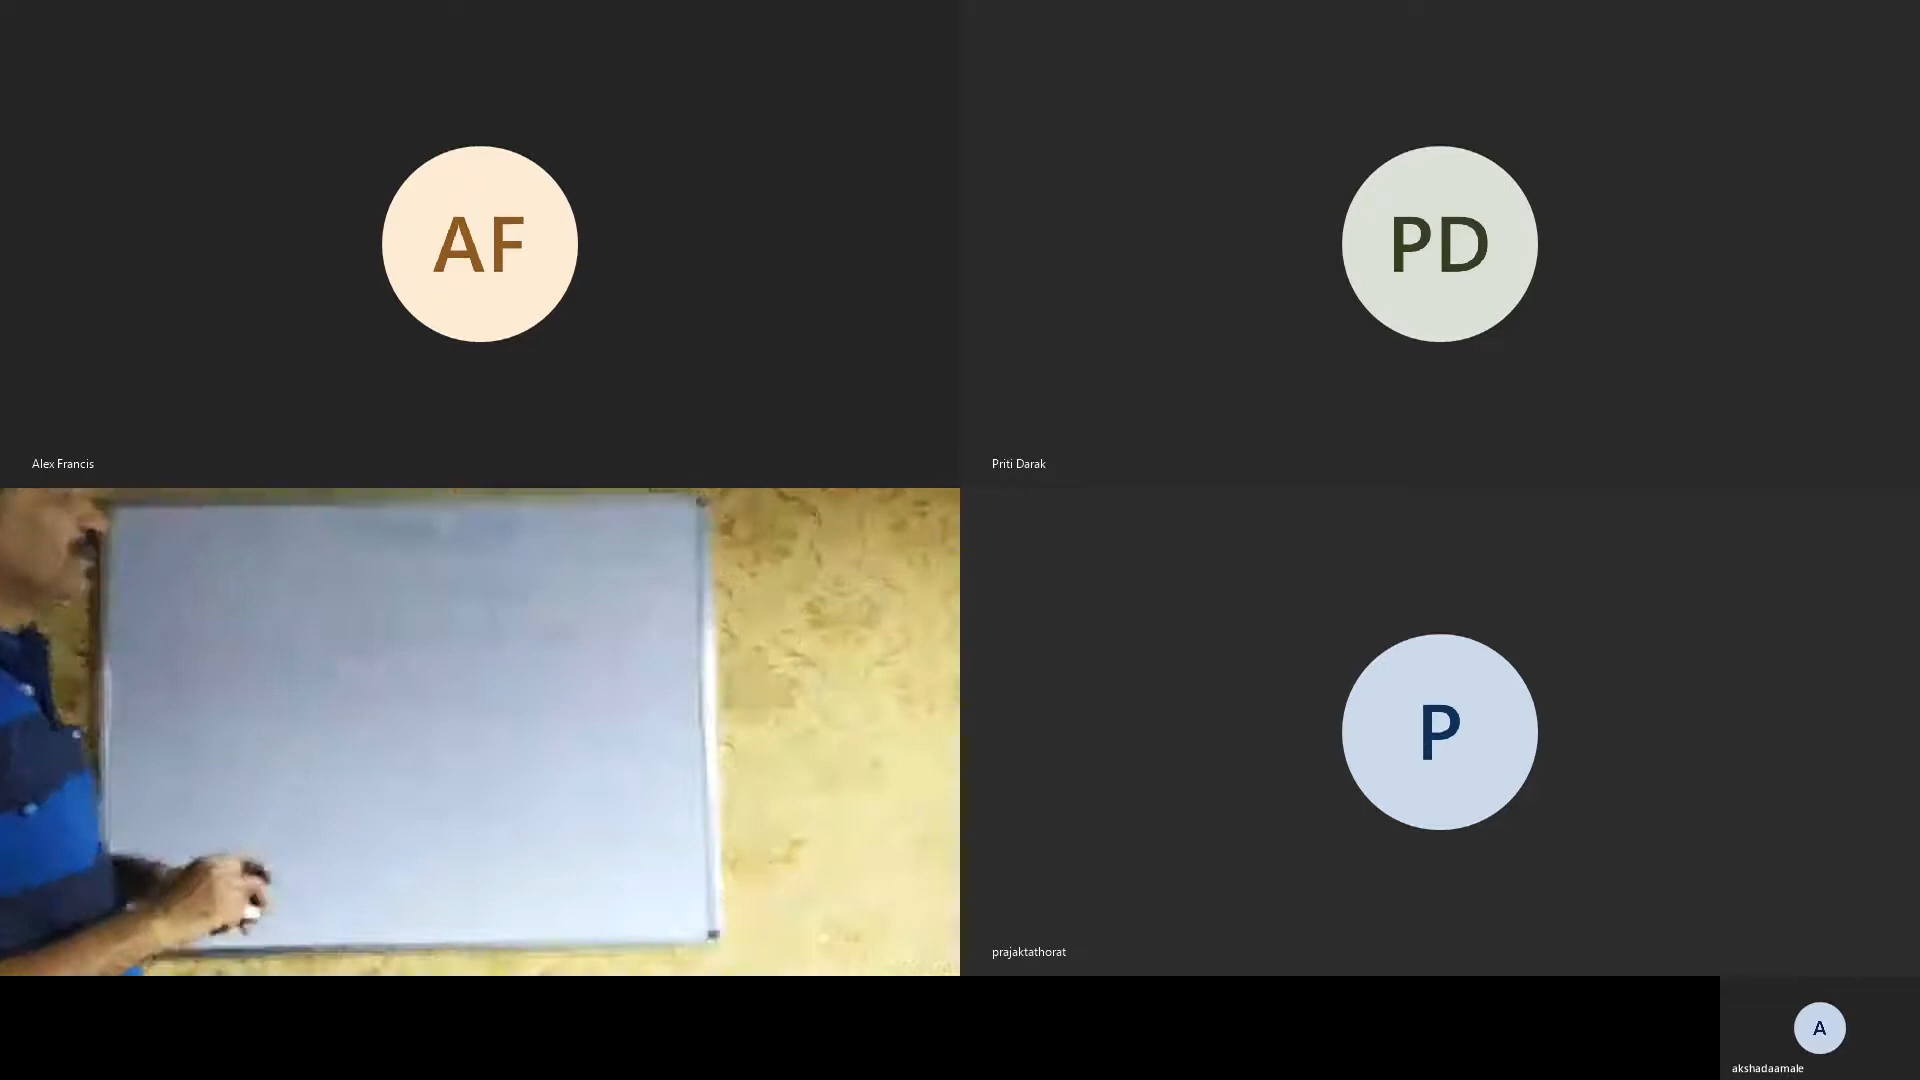 AF
PD
Alex Francis
Priti Darak
P
prajaktathorat
A
akshadaamale